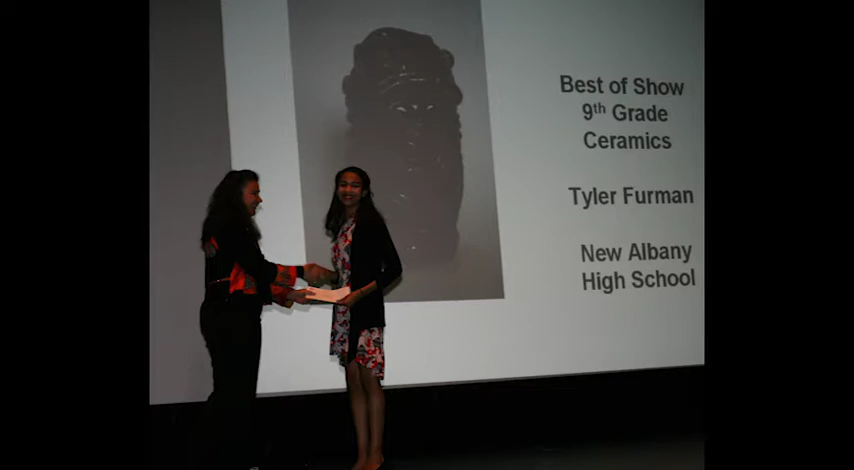 Best of Show
9th Grade
Ceramics
Tyler Furman
New Albany
High School